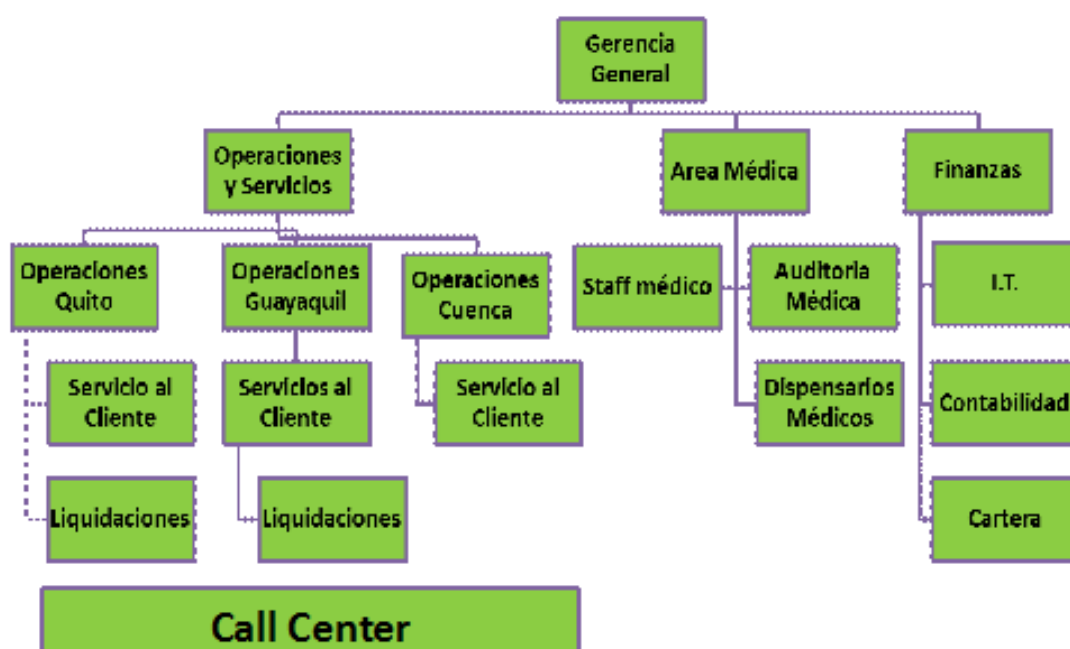 Gerencia
General
Operaciones
y Servicios
Area Médica
Finanzas
Operaciones
Quito
Operaciones
Guayaquil
Operaciones
Cuenca
Staff médico
Auditoria
Médica
I.T.
Servicio al
Cliente
Servicios al
Cliente
Servicio al
Cliente
Dispensarios
Médicos
Contabilidad
Liquidaciones
Liquidaciones
Cartera
Call Center